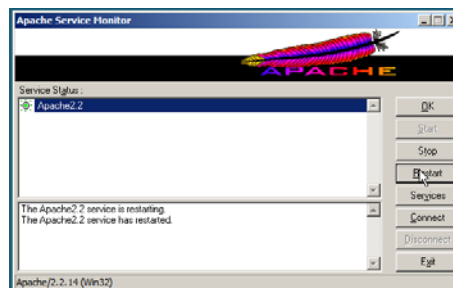 Apache Service Monitor
APACHE
Service Status :
Apache2.2
OK
Start
Stop
Restart
Services
Connect
Disconnect
Exit
The Apache2.2 service is restarting.
The Apache2.2 service has restarted.
Apache/2.2.14 (Win32)